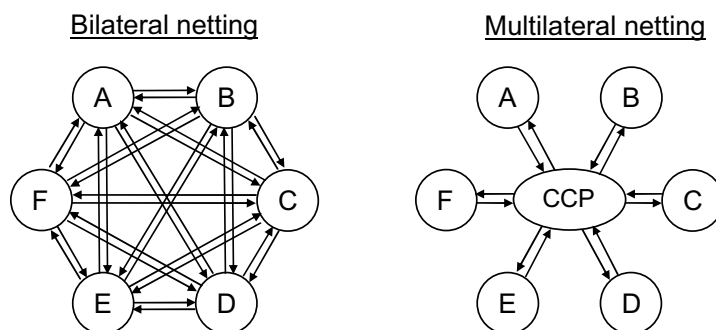 Bilateral netting
Multilateral netting
A B
F C
E D
A B
F CCP C
E D